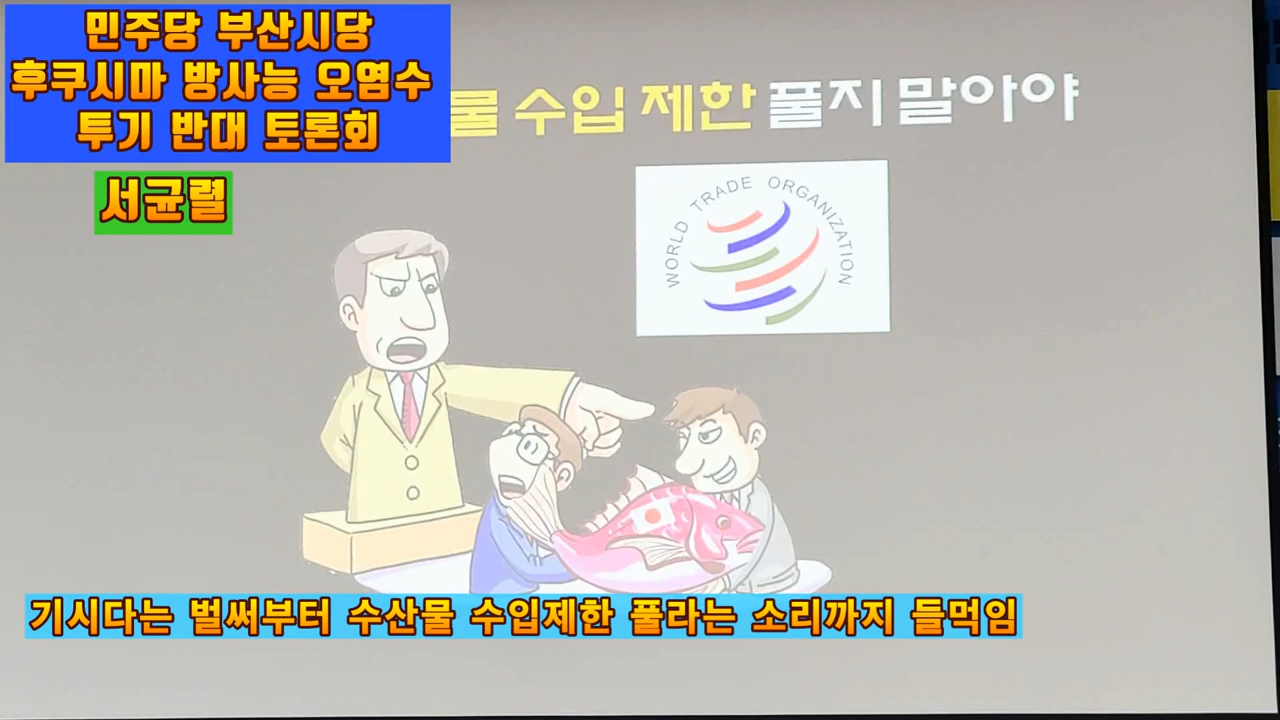 민주당 부산시당
후쿠시마 방사능 오염수
투기 반대 토론회
서균렬
물 수입 제한 풀지 말아야
WORLD TRADE ORGANIZATION
기시다는 벌써부터 수산물 수입제한 풀라는 소리까지 들먹임